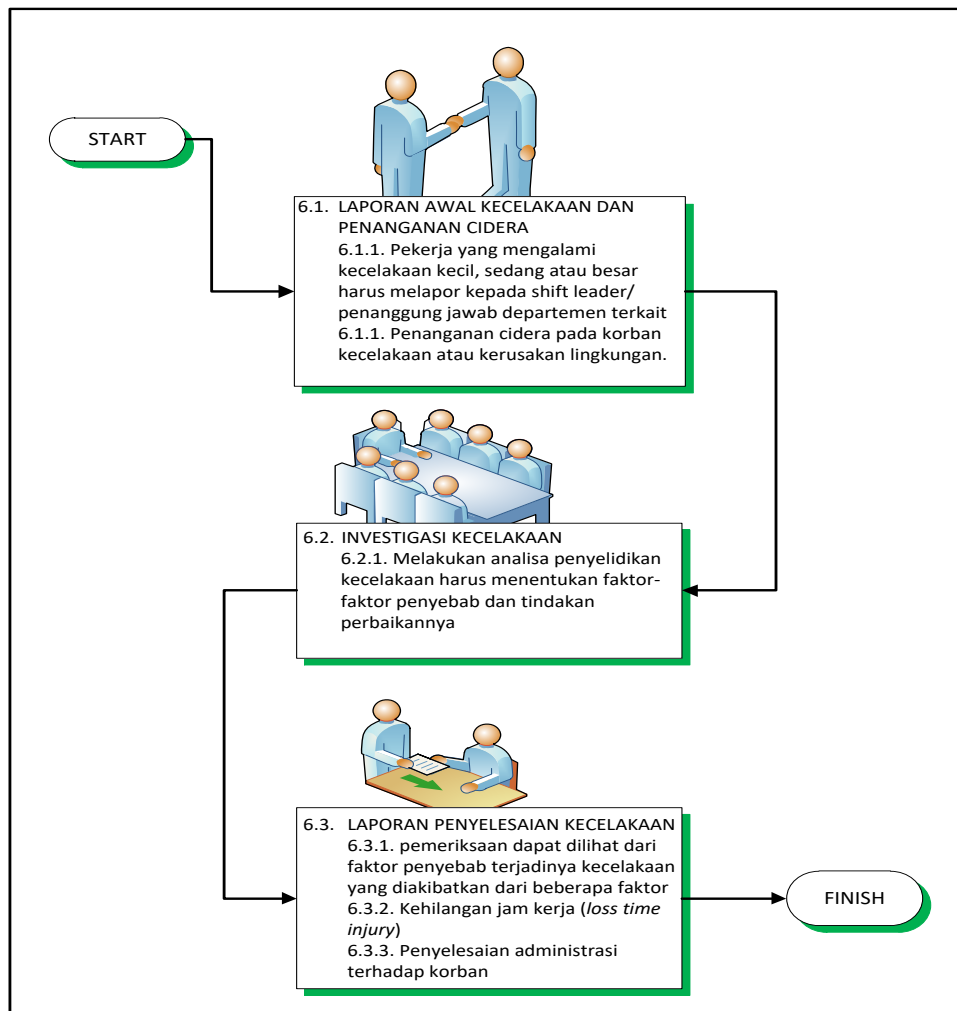 START
6.1. LAPORAN AWAL KECELAKAAN DAN
PENANGANAN CIDERA
6.1.1. Pekerja yang mengalami
kecelakaan kecil, sedang atau besar
harus melapor kepada shift leader/
penanggung jawab departemen terkait
6.1.1. Penanganan cidera pada korban
kecelakaan atau kerusakan lingkungan.
6.2. INVESTIGASI KECELAKAAN
6.2.1. Melakukan analisa penyelidikan
kecelakaan harus menentukan faktor-
faktor penyebab dan tindakan
perbaikannya
6.3. LAPORAN PENYELESAIAN KECELAKAAN
6.3.1. pemeriksaan dapat dilihat dari
faktor penyebab terjadinya kecelakaan
yang diakibatkan dari beberapa faktor
6.3.2. Kehilangan jam kerja (loss time
injury)
6.3.3. Penyelesaian administrasi
terhadap korban
FINISH